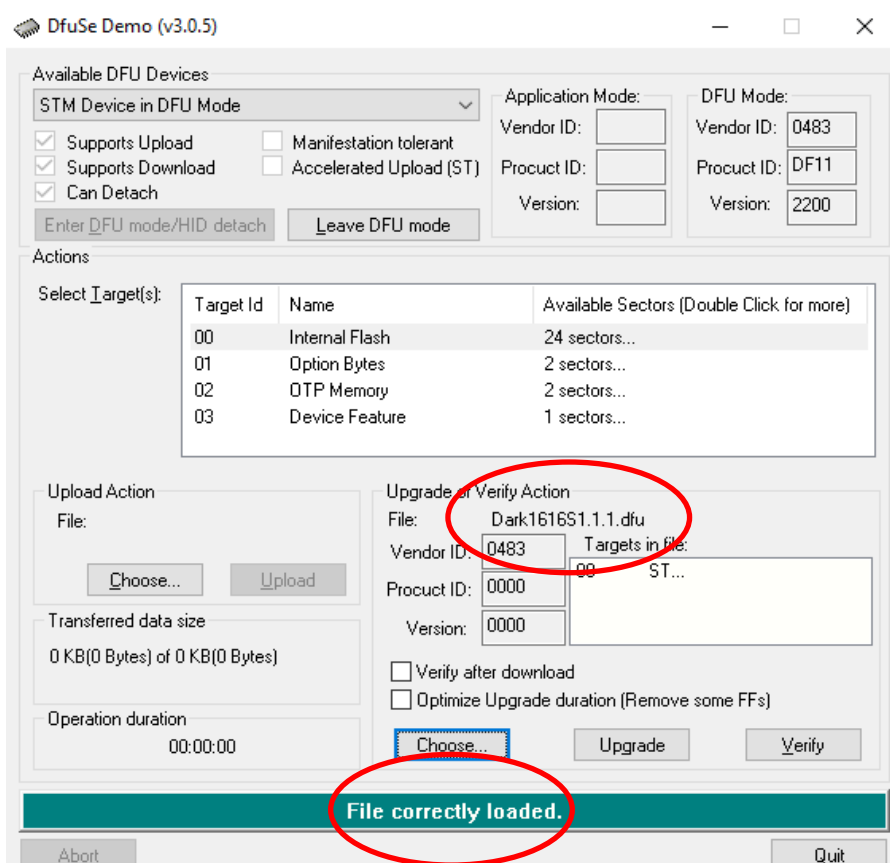 DfuSe Demo (v3.0.5)
Available DFU Devices
STM Device in DFU Mode
Supports Upload
Manifestation tolerant
Supports Download
Accelerated Upload (ST)
Can Detach
Enter DFU mode/HID detach
Leave DFU mode
Application Mode:
Vendor ID:
Procuct ID:
Version:
DFU Mode:
Vendor ID: 0483
Procuct ID: DF11
Version: 2200
Actions
Select Target(s):
Target Id Name Available Sectors (Double Click for more)
00 Internal Flash 24 sectors...
01 Option Bytes 2 sectors...
02 OTP Memory 2 sectors...
03 Device Feature 1 sectors...
Upload Action
File:
Choose... Upload
Transferred data size
0 KB(0 Bytes) of 0 KB(0 Bytes)
Operation duration
00:00:00
Upgrade or Verify Action
File: Dark1616S1.1.1.dfu
Vendor ID: 0483
Procuct ID: 0000
Version: 0000
Targets in file:
00 ST...
Verify after download
Optimize Upgrade duration (Remove some FFs)
Choose... Upgrade Verify
File correctly loaded.
Abort Quit